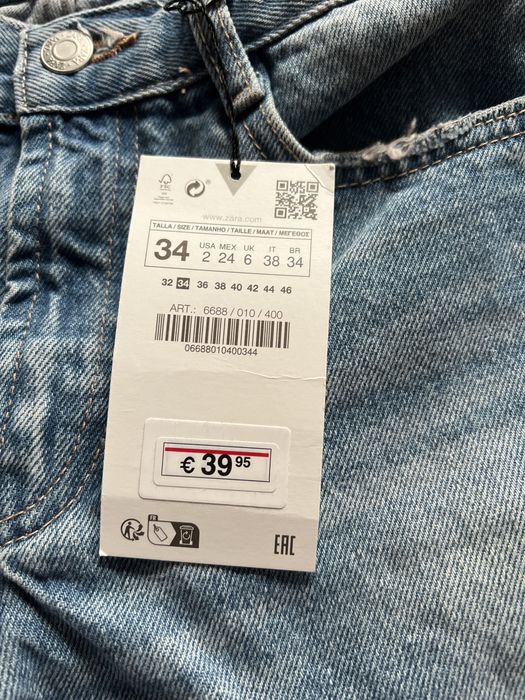 www.zara.com
TALLA / SIZE / TAMANHO / TAILLE / MAAT / ΜΕΓΕΘΟΣ
34 USA 2 MEX 24 UK 6 IT 38 BR 34
32 34 36 38 40 42 44 46
ART.: 6688 / 010 / 400
06688010400344
€ 39 95
FR
EAC